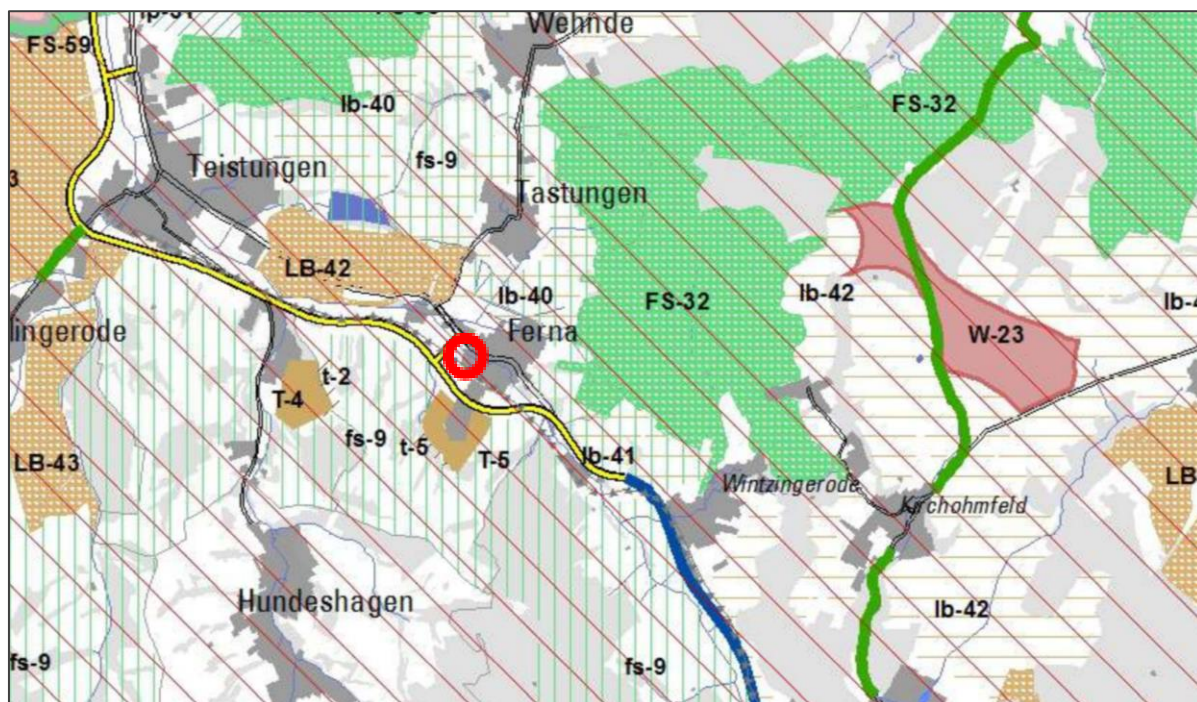 Wehnde
FS-59
lb-40
FS-32
fs-9
Teistungen
Tastungen
LB-42
lb-40
FS-32
lb-42
W-23
Ferna
lingerode
t-2
T-4
fs-9
t-5
T-5
lb-41
LB-43
Wintzingerode
Kirchohmfeld
LB
Hundeshagen
lb-42
fs-9
fs-9